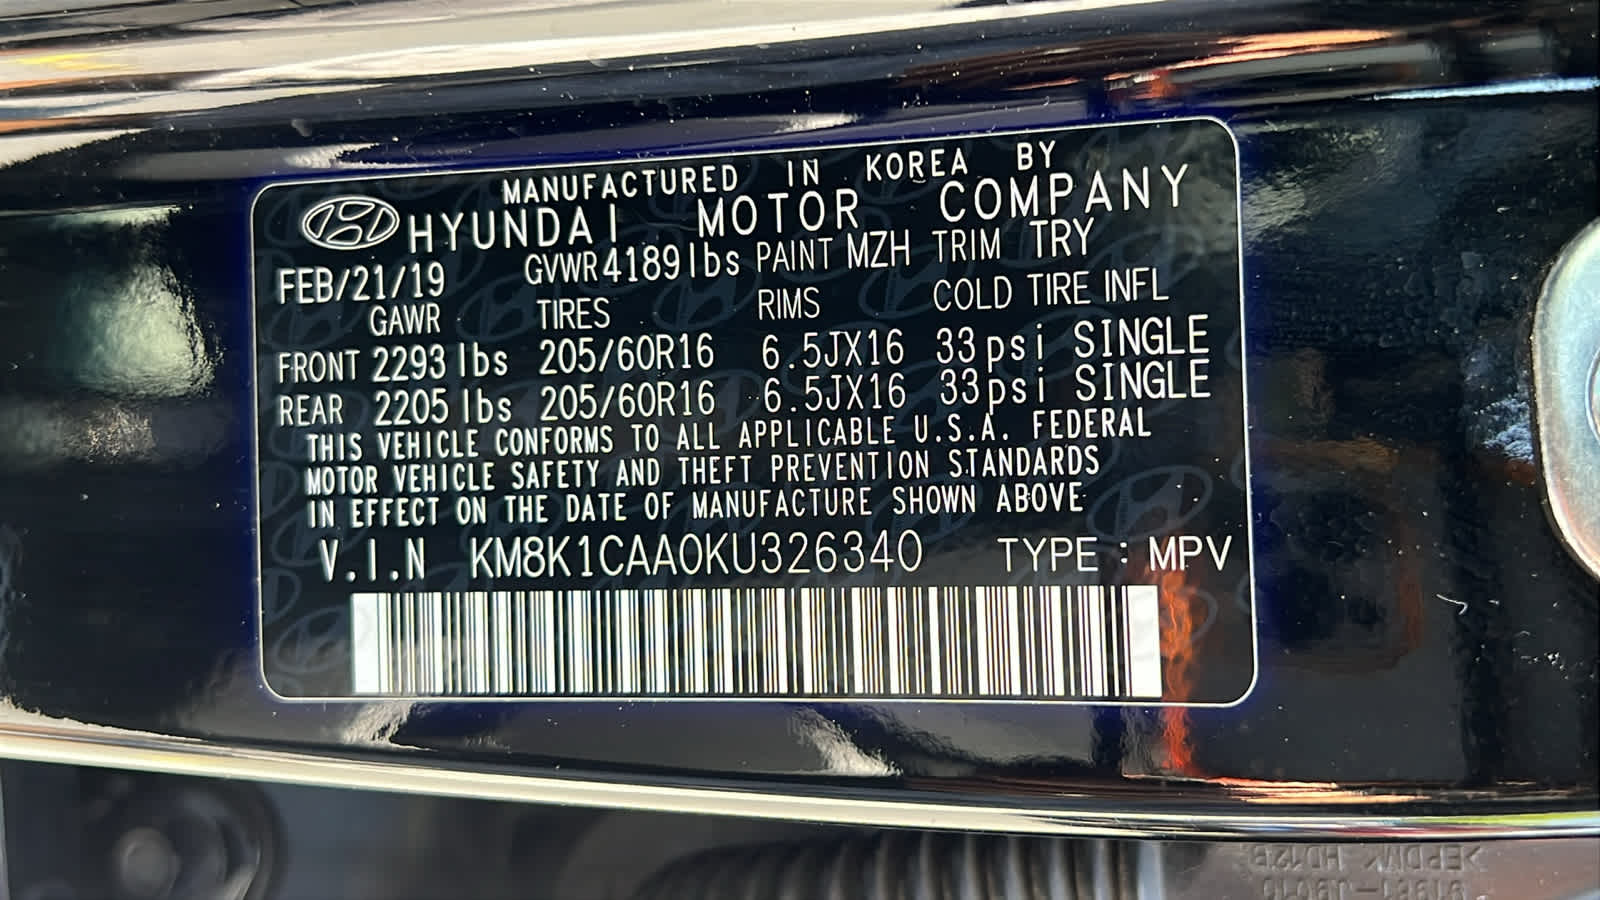 MANUFACTURED IN KOREA BY
HYUNDAI MOTOR COMPANY
FEB/21/19 GVWR4189lbs PAINT MZH TRIM TRY
GAWR TIRES RIMS COLD TIRE INFL
FRONT 2293lbs 205/60R16 6.5JX16 33psi SINGLE
REAR 2205lbs 205/60R16 6.5JX16 33psi SINGLE
THIS VEHICLE CONFORMS TO ALL APPLICABLE U.S.A. FEDERAL
MOTOR VEHICLE SAFETY AND THEFT PREVENTION STANDARDS
IN EFFECT ON THE DATE OF MANUFACTURE SHOWN ABOVE
V.I.N KM8K1CAA0KU326340 TYPE : MPV
>EPDM< HD12B